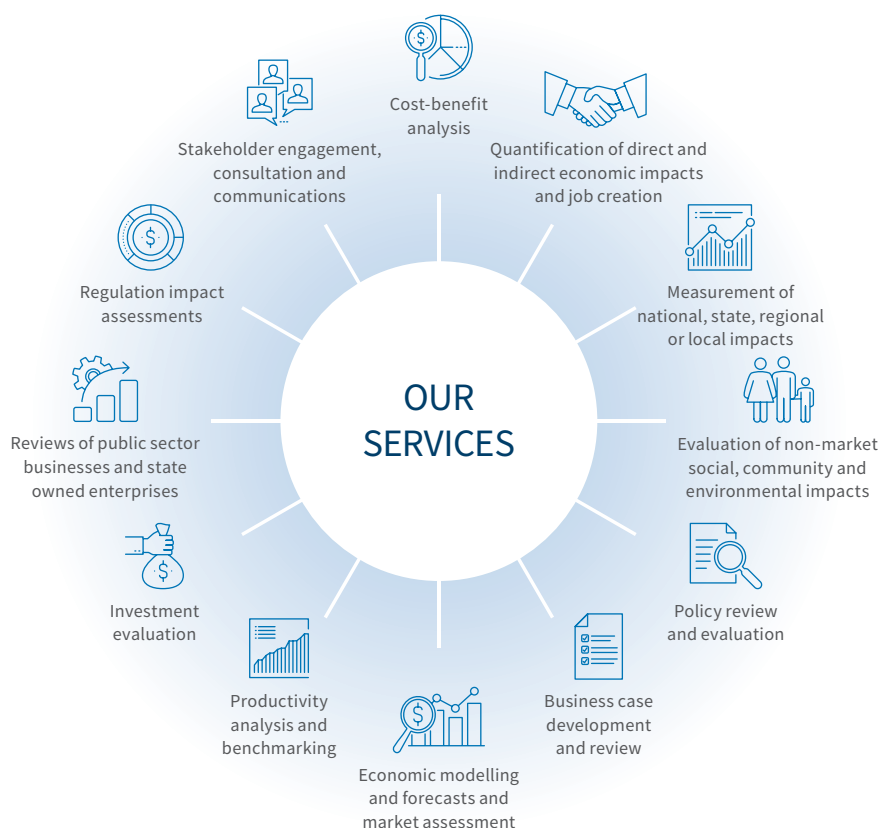 Cost-benefit
analysis
Quantification of direct and
indirect economic impacts
and job creation
Measurement of
national, state, regional
or local impacts
Evaluation of non-market
social, community and
environmental impacts
Policy review
and evaluation
Business case
development
and review
Economic modelling
and forecasts and
market assessment
Productivity
analysis and
benchmarking
Investment
evaluation
Reviews of public sector
businesses and state
owned enterprises
Regulation impact
assessments
Stakeholder engagement,
consultation and
communications
OUR
SERVICES